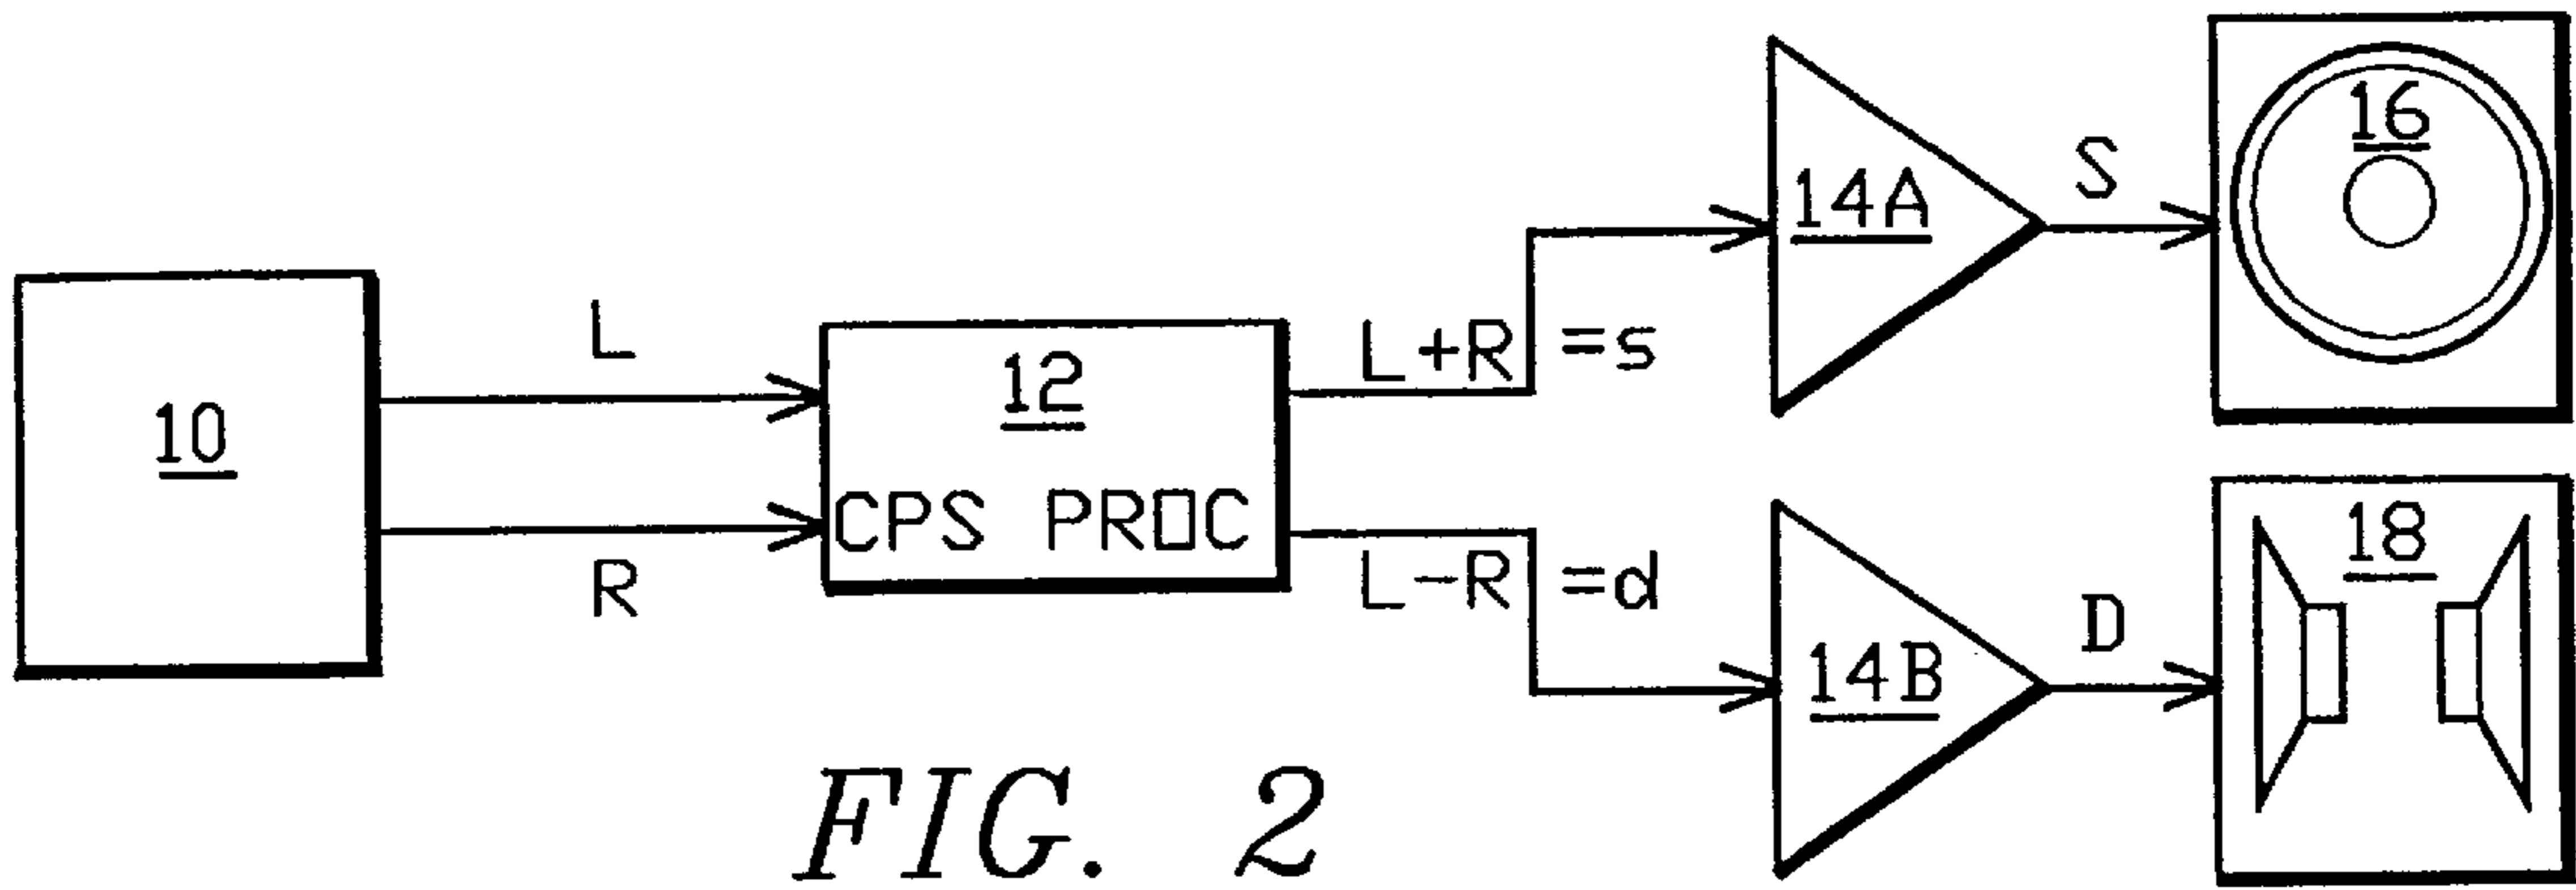 10
L
R
12
CPS PROC
L+R =s
L-R =d
14A
S
16
14B
D
18
FIG. 2